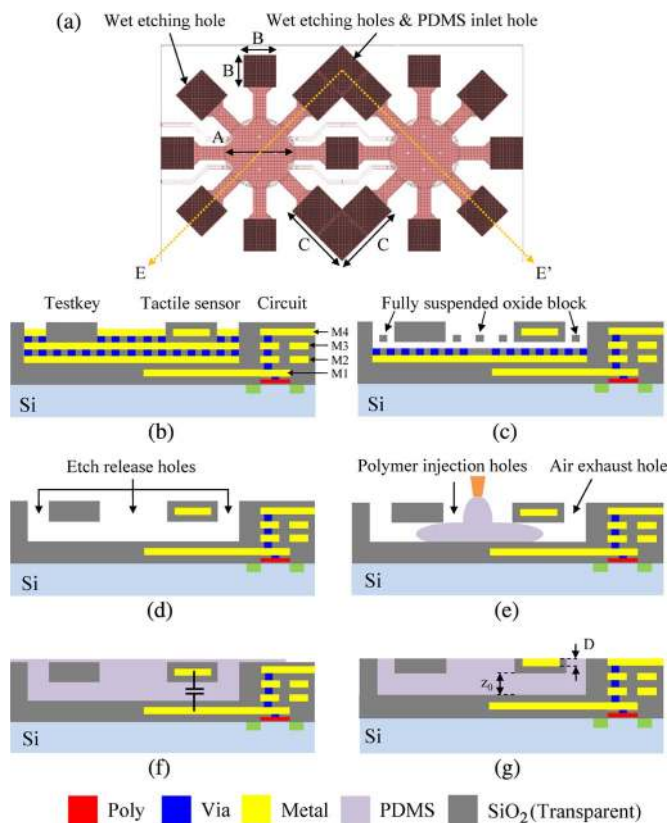 (a)
Wet etching hole
Wet etching holes & PDMS inlet hole
B
B
A
C
C
E
E'
Testkey
Tactile sensor
Circuit
M4
M3
M2
M1
Si
(b)
Fully suspended oxide block
Si
(c)
Etch release holes
Si
(d)
Polymer injection holes
Air exhaust hole
Si
(e)
Si
(f)
D
z0
Si
(g)
Poly
Via
Metal
PDMS
SiO2(Transparent)